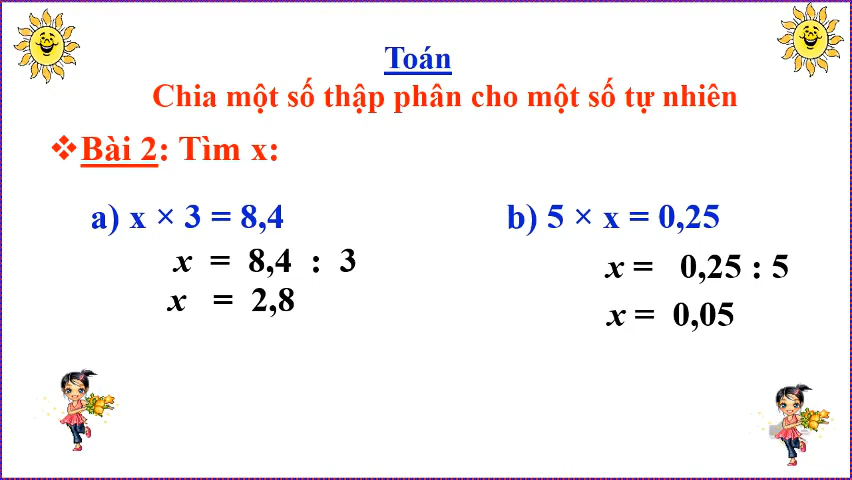 Toán
Chia một số thập phân cho một số tự nhiên
❖Bài 2: Tìm x:
a) x × 3 = 8,4
x = 8,4 : 3
x = 2,8
b) 5 × x = 0,25
x = 0,25 : 5
x = 0,05